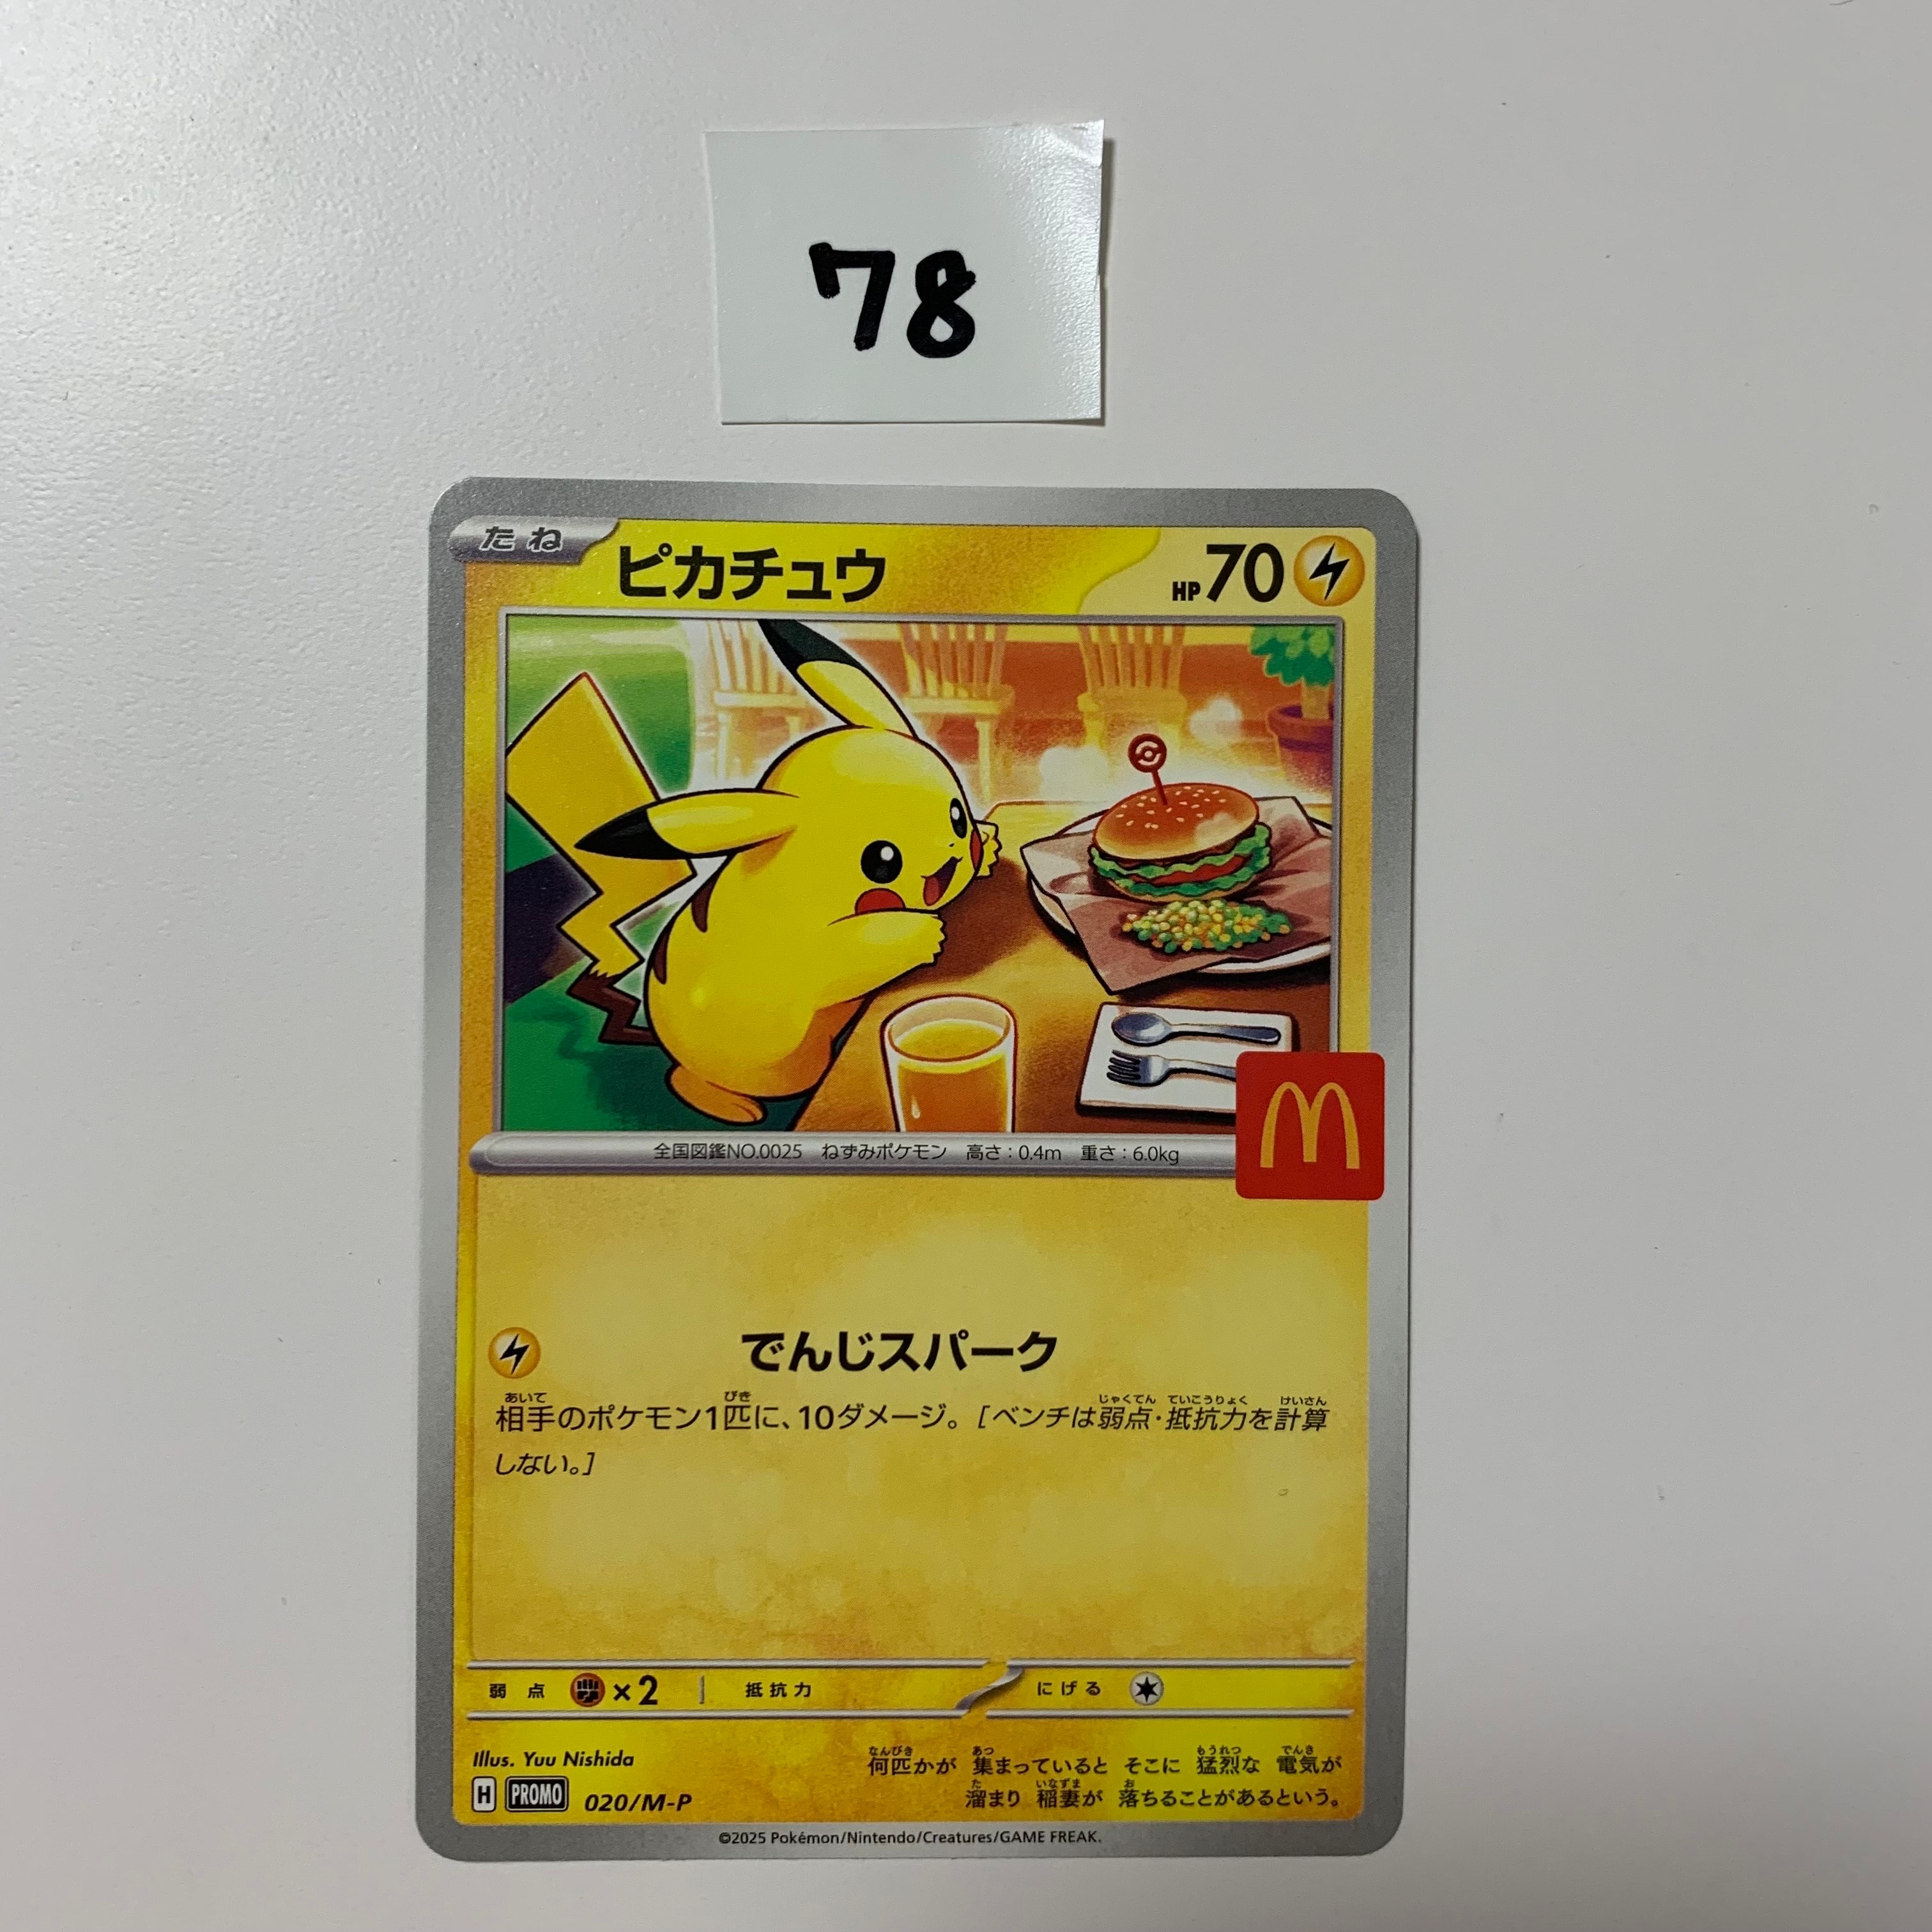 78
たね
ピカチュウ
HP70
全国図鑑NO.0025 ねずみポケモン 高さ:0.4m 重さ:6.0kg
M
でんじスパーク
あいて びき じゃくてん ていこうりょく けいさん
相手のポケモン1匹に、10ダメージ。[ベンチは弱点・抵抗力を計算
しない。]
弱点 ×2 抵抗力 にげる
Illus. Yuu Nishida
H PROMO 020/M-P
なんびき あつ もうれつ でんき
何匹かが 集まっていると そこに 猛烈な 電気が
た いなずま お
溜まり 稲妻が 落ちることがあるという。
©2025 Pokémon/Nintendo/Creatures/GAME FREAK.